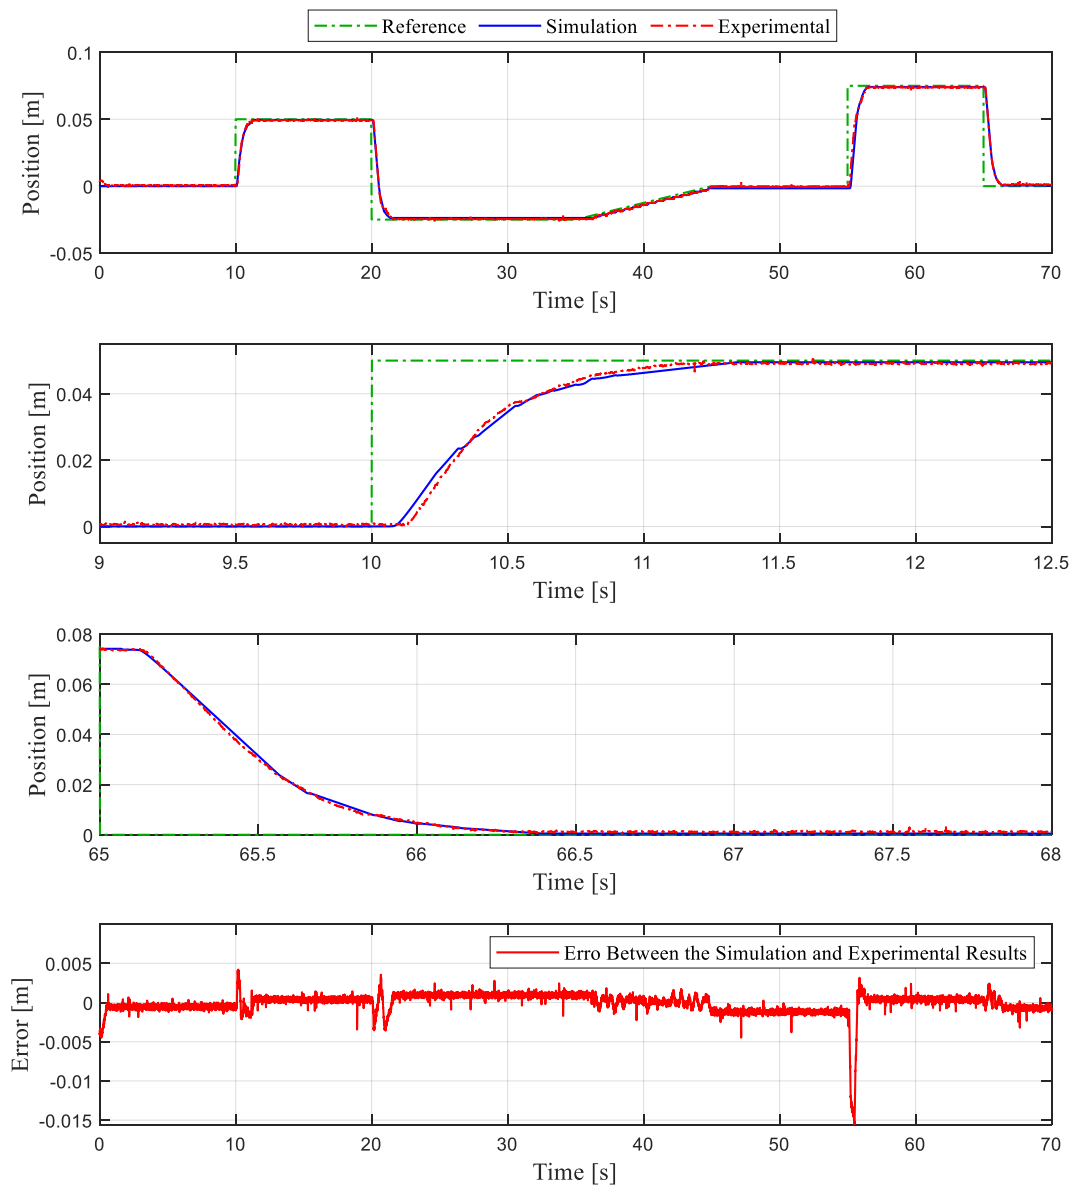 Reference Simulation Experimental
0.1
0.05
0
-0.05
Position [m]
0 10 20 30 40 50 60 70
Time [s]
0.04
0.02
0
Position [m]
9 9.5 10 10.5 11 11.5 12 12.5
Time [s]
0.08
0.06
0.04
0.02
0
Position [m]
65 65.5 66 66.5 67 67.5 68
Time [s]
Erro Between the Simulation and Experimental Results
0.005
0
-0.005
-0.01
-0.015
Error [m]
0 10 20 30 40 50 60 70
Time [s]